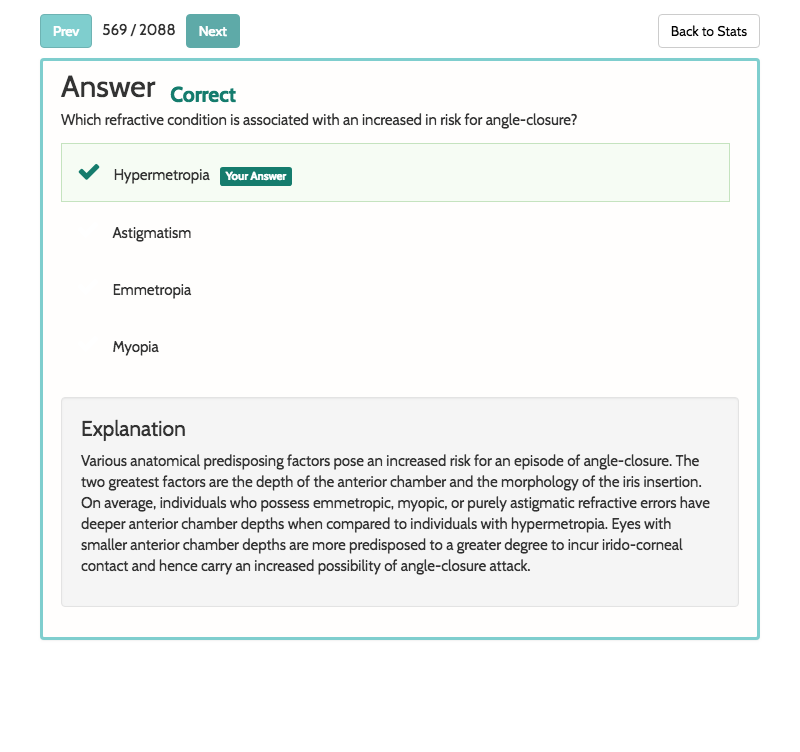 Prev 569 / 2088 Next Back to Stats
Answer Correct
Which refractive condition is associated with an increased in risk for angle-closure?
Hypermetropia Your Answer
Astigmatism
Emmetropia
Myopia
Explanation
Various anatomical predisposing factors pose an increased risk for an episode of angle-closure. The
two greatest factors are the depth of the anterior chamber and the morphology of the iris insertion.
On average, individuals who possess emmetropic, myopic, or purely astigmatic refractive errors have
deeper anterior chamber depths when compared to individuals with hypermetropia. Eyes with
smaller anterior chamber depths are more predisposed to a greater degree to incur irido-corneal
contact and hence carry an increased possibility of angle-closure attack.